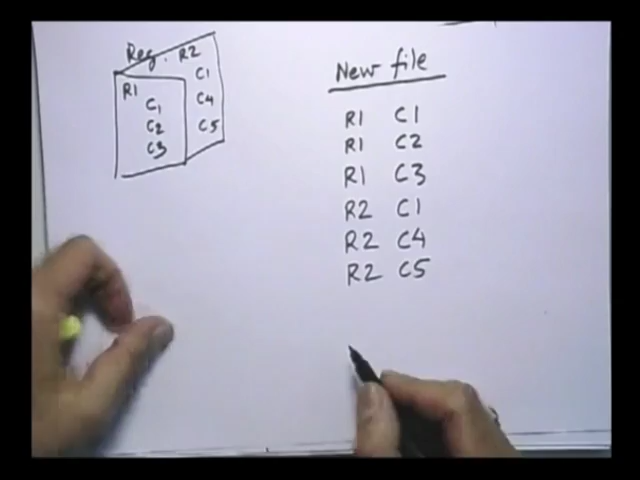 Reg. R2
C1
C4
C5
R1
C1
C2
C3
New file
R1 C1
R1 C2
R1 C3
R2 C1
R2 C4
R2 C5